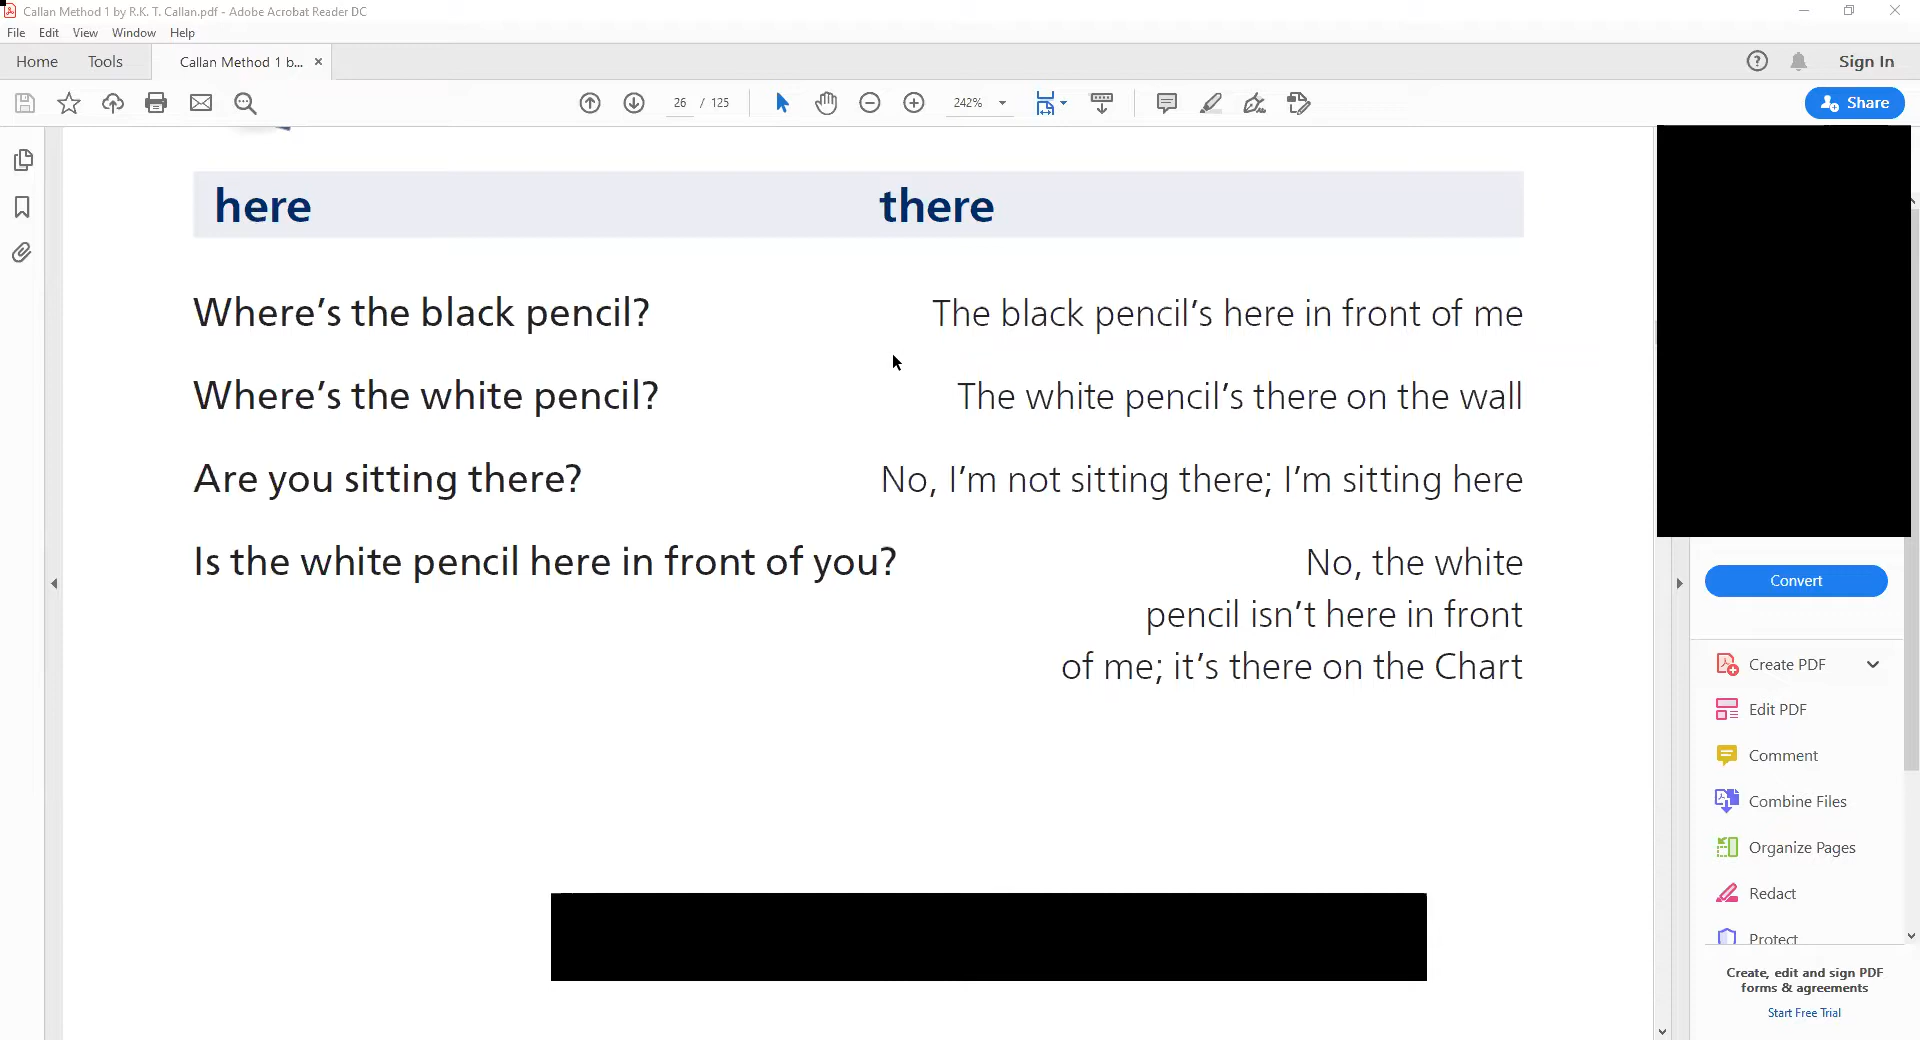 Callan Method 1 by R.K. T. Callan.pdf - Adobe Acrobat Reader DC
File Edit View Window Help
Home Tools Callan Method 1 b... × Sign In
26 / 125 242% Share
here there
Where’s the black pencil? The black pencil’s here in front of me
Where’s the white pencil? The white pencil’s there on the wall
Are you sitting there? No, I’m not sitting there; I’m sitting here
Is the white pencil here in front of you? No, the white
pencil isn’t here in front
of me; it’s there on the Chart
Convert
Create PDF
Edit PDF
Comment
Combine Files
Organize Pages
Redact
Protect
Create, edit and sign PDF
forms & agreements
Start Free Trial